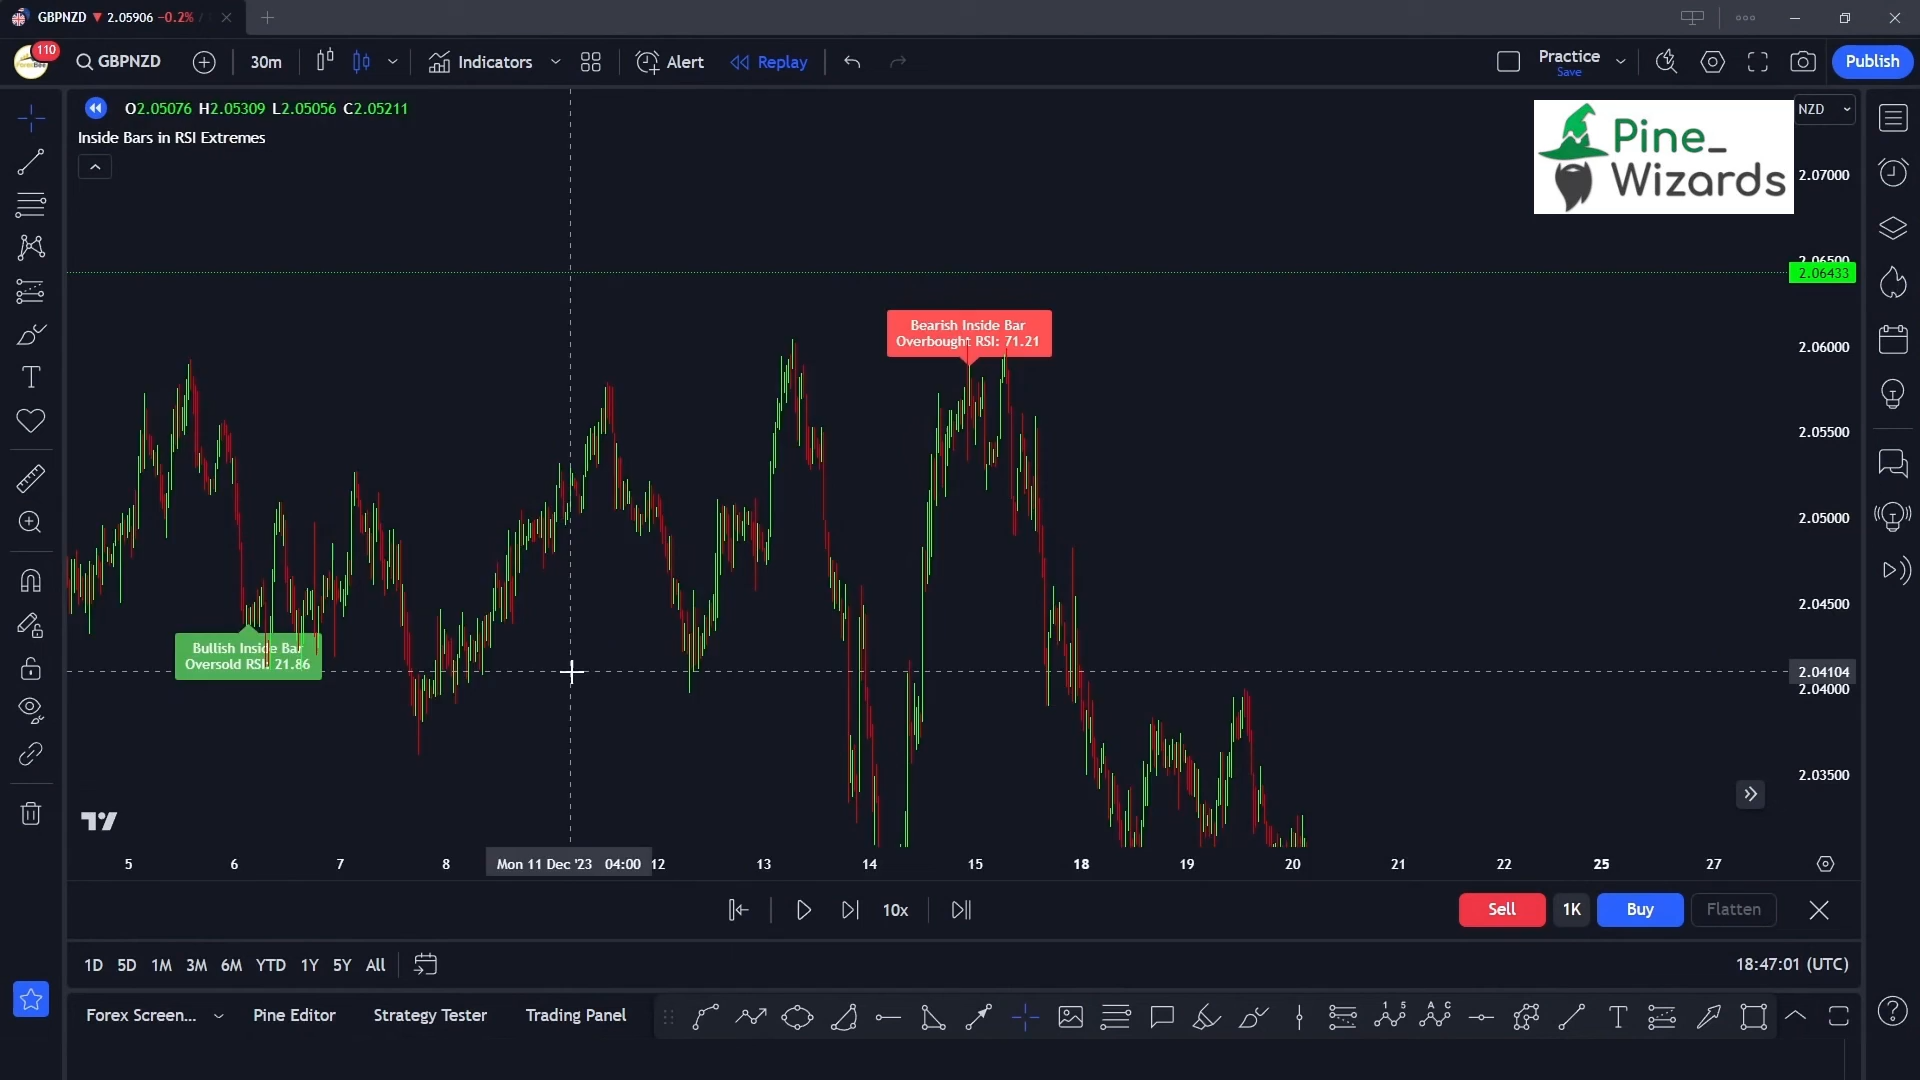 GBPNZD ▼ 2.05906 −0.2% /
110
GBPNZD
30m
Indicators
Alert
Replay
Practice
Save
Publish
O2.05076 H2.05309 L2.05056 C2.05211
Inside Bars in RSI Extremes
Pine_
Wizards
NZD
2.07000
2.06500
2.06433
2.06000
2.05500
2.05000
2.04500
2.04104
2.04000
2.03500
Bearish Inside Bar
Overbought RSI: 71.21
Bullish Inside Bar
Oversold RSI: 21.86
5 6 7 8 Mon 11 Dec '23 04:00 12 13 14 15 18 19 20 21 22 25 27
10x
Sell 1K Buy Flatten
1D 5D 1M 3M 6M YTD 1Y 5Y All
18:47:01 (UTC)
Forex Screen... Pine Editor Strategy Tester Trading Panel